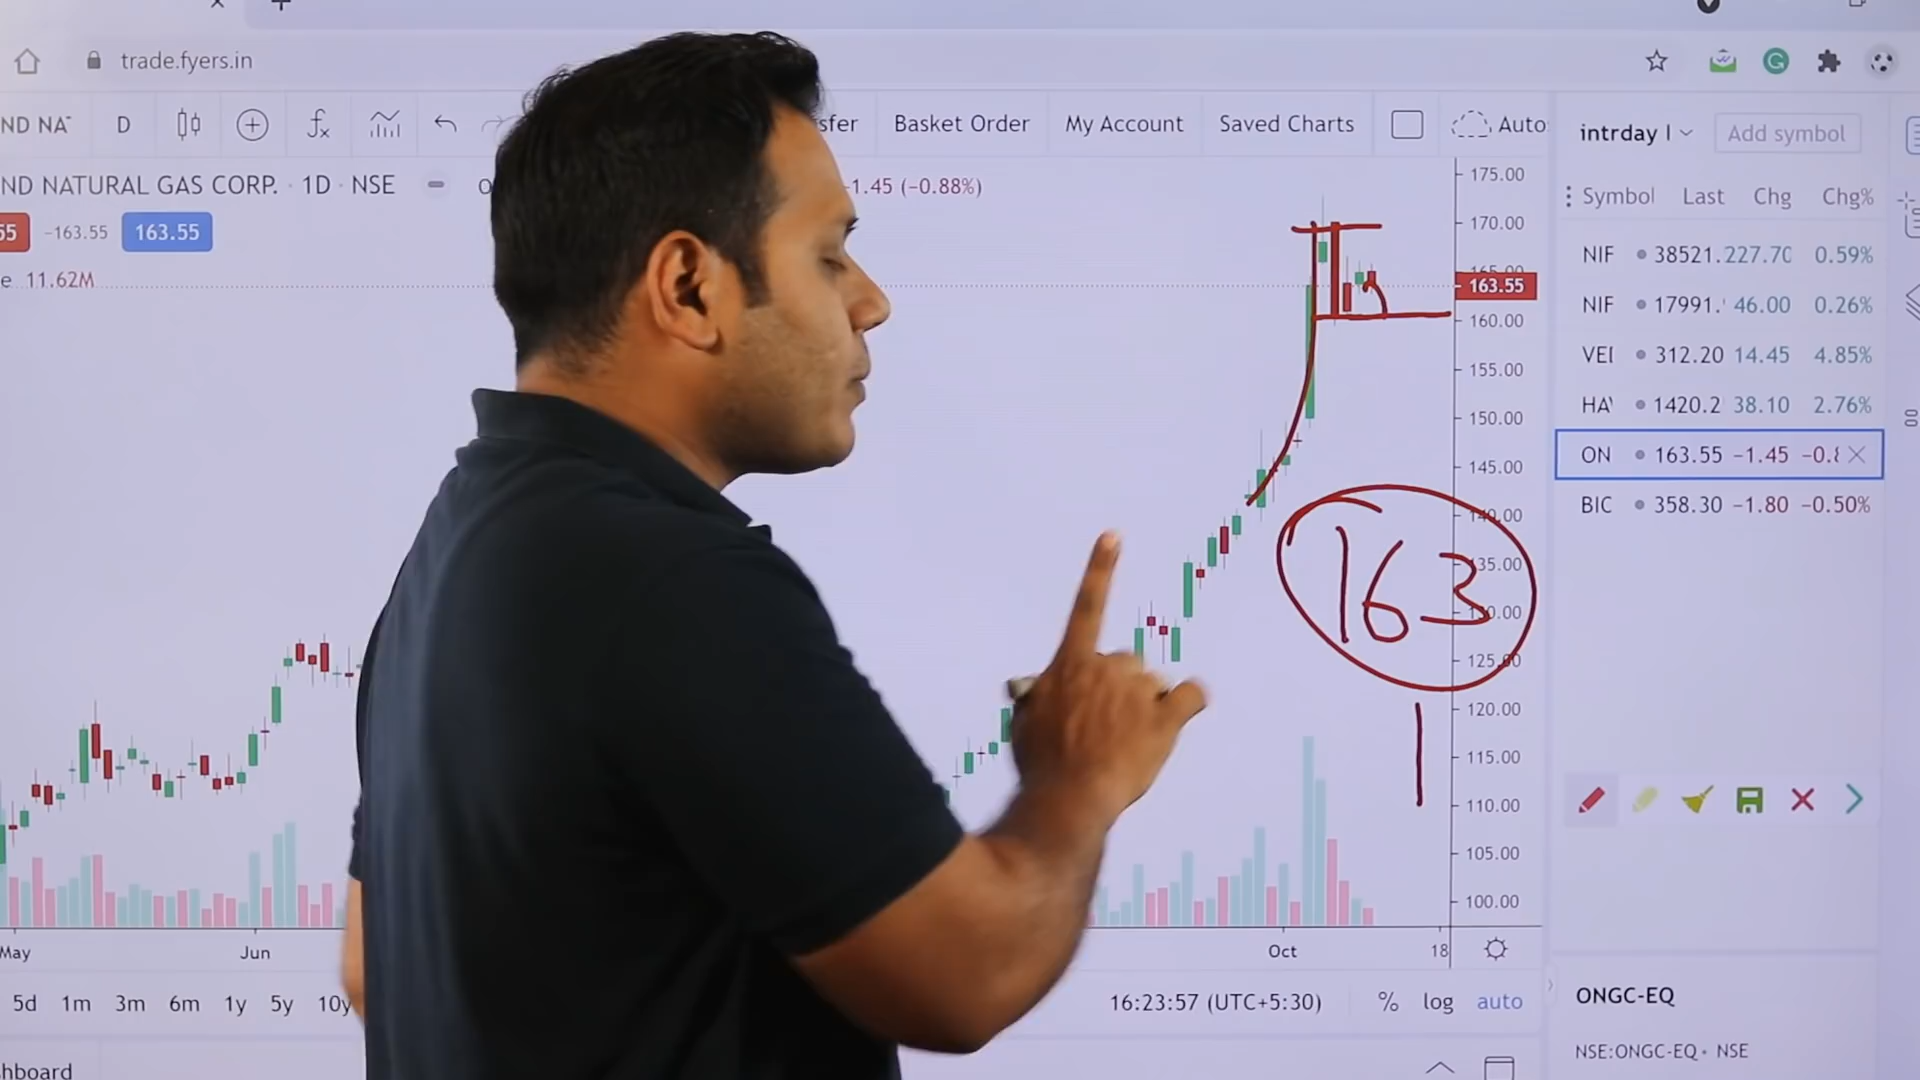 trade.fyers.in
ND NA
D
sfer
Basket Order
My Account
Saved Charts
Auto
intrday l
Add symbol
ND NATURAL GAS CORP. · 1D · NSE
-1.45 (-0.88%)
55
-163.55
163.55
e 11.62M
Symbol Last Chg Chg%
NIF 38521. 227.70 0.59%
NIF 17991. 46.00 0.26%
VEI 312.20 14.45 4.85%
HA 1420.2 38.10 2.76%
ON 163.55 -1.45 -0.8
BIC 358.30 -1.80 -0.50%
175.00
170.00
165.00
163.55
160.00
155.00
150.00
145.00
140.00
135.00
130.00
125.00
120.00
115.00
110.00
105.00
100.00
163
May
Jun
Oct
18
5d 1m 3m 6m 1y 5y 10y
16:23:57 (UTC+5:30)
% log auto
ONGC-EQ
NSE:ONGC-EQ • NSE
hboard